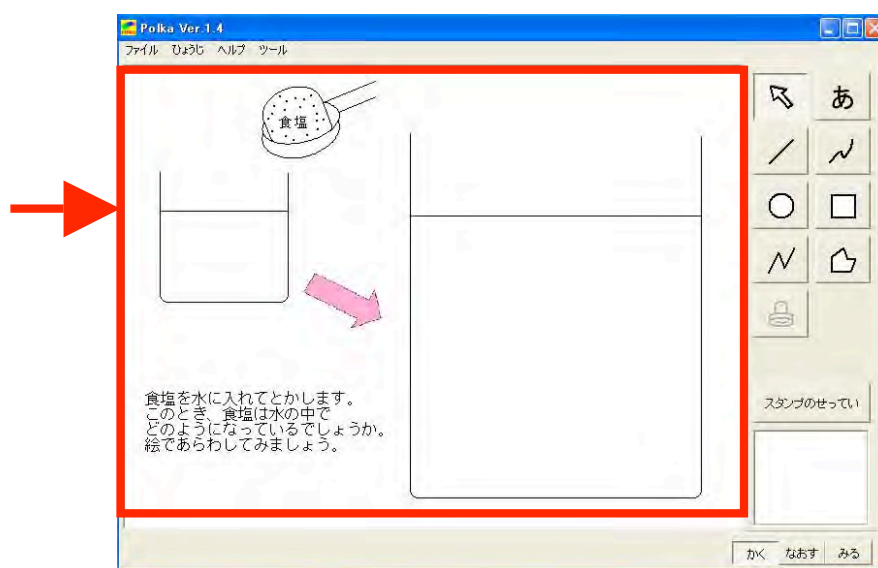 Polka Ver.1.4
ファイル ひょうじ ヘルプ ツール
食塩
あ
食塩を水に入れてとかします。
このとき、食塩は水の中で
どのようになっているでしょうか。
絵であらわしてみましょう。
スタンプのせってい
かく なおす みる